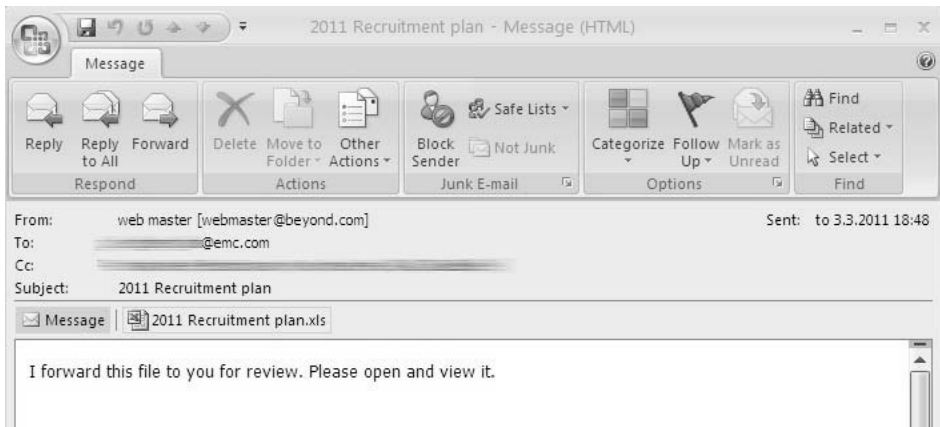 2011 Recruitment plan - Message (HTML)
Message
Reply Reply to All Forward
Respond
Delete Move to Folder Other Actions
Actions
Block Sender Safe Lists Not Junk
Junk E-mail
Categorize Follow Up Mark as Unread
Options
Find Related Select
Find
From: web master [webmaster@beyond.com] Sent: to 3.3.2011 18:48
To: @emc.com
Cc:
Subject: 2011 Recruitment plan
Message 2011 Recruitment plan.xls
I forward this file to you for review. Please open and view it.